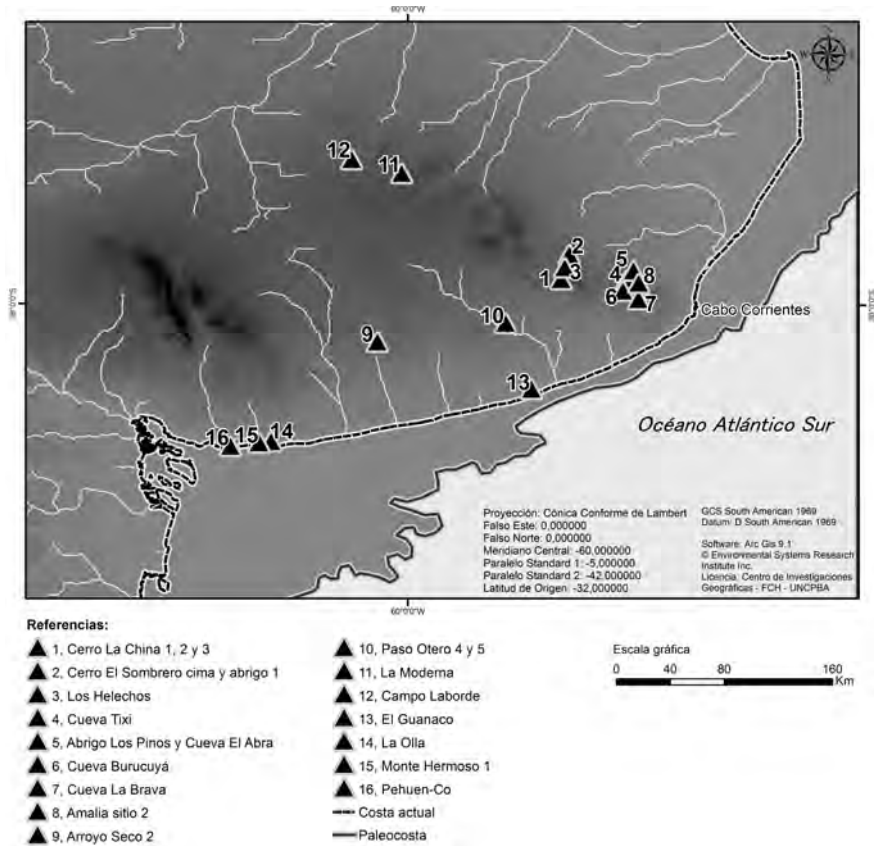 60°0'0"W
12
11
2
3
1
5
4
8
6
7
10
9
13
16
15
14
Cabo Corrientes
Océano Atlántico Sur
Proyección: Cónica Conforme de Lambert
Falso Este: 0,000000
Falso Norte: 0,000000
Meridiano Central: -60,000000
Paralelo Standard 1: -5,000000
Paralelo Standard 2: -42,000000
Latitud de Origen: -32,000000
GCS South American 1969
Datum: D South American 1969
Software: Arc Gis 9.1
© Environmental Systems Research
Institute Inc.
Licencia: Centro de Investigaciones
Geográficas - FCH - UNCPBA
60°0'0"W
Referencias:
1, Cerro La China 1, 2 y 3
2, Cerro El Sombrero cima y abrigo 1
3, Los Helechos
4, Cueva Tixi
5, Abrigo Los Pinos y Cueva El Abra
6, Cueva Burucuyá
7, Cueva La Brava
8, Amalia sitio 2
9, Arroyo Seco 2
10, Paso Otero 4 y 5
11, La Moderna
12, Campo Laborde
13, El Guanaco
14, La Olla
15, Monte Hermoso 1
16, Pehuen-Co
Costa actual
Paleocosta
Escala gráfica
0 40 80 160
Km